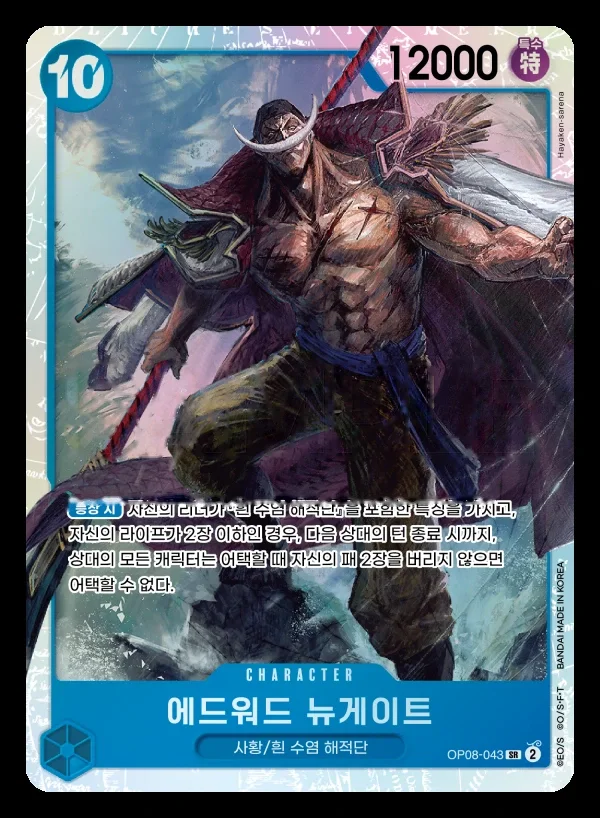 10
12000
특수
特
Hayaken-sarena
등장 시 자신의 리더가 『흰 수염 해적단』을 포함한 특징을 가지고,
자신의 라이프가 2장 이하인 경우, 다음 상대의 턴 종료 시까지,
상대의 모든 캐릭터는 어택할 때 자신의 패 2장을 버리지 않으면
어택할 수 없다.
CHARACTER
에드워드 뉴게이트
사황/흰 수염 해적단
OP08-043 SR 2
©EO/S ©O/S·F·T BANDAI MADE IN KOREA